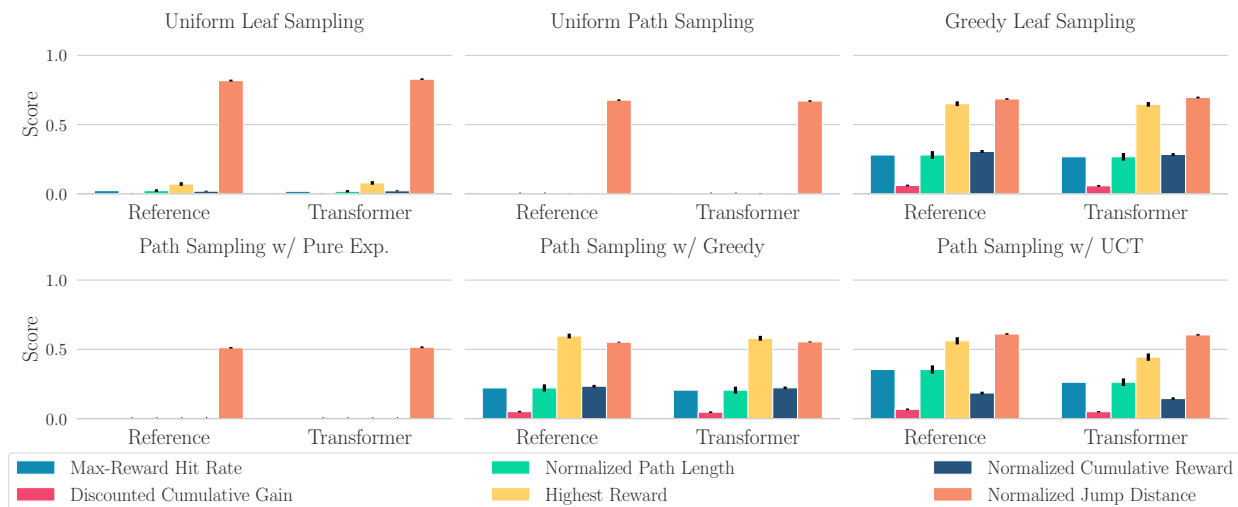 Uniform Leaf Sampling
Uniform Path Sampling
Greedy Leaf Sampling
1.0
0.5
0.0
Score
Reference
Transformer
Reference
Transformer
Reference
Transformer
Path Sampling w/ Pure Exp.
Path Sampling w/ Greedy
Path Sampling w/ UCT
1.0
0.5
0.0
Score
Reference
Transformer
Reference
Transformer
Reference
Transformer
Max-Reward Hit Rate
Normalized Path Length
Normalized Cumulative Reward
Discounted Cumulative Gain
Highest Reward
Normalized Jump Distance